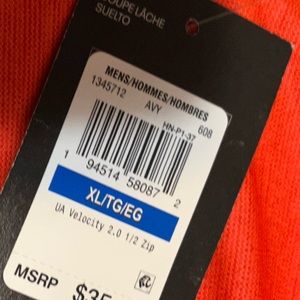 COUPE LÂCHE
SUELTO
MENS/HOMMES/HOMBRES
1345712 AVY 608
HN-P1-37
1 94514 58087 2
XL/TG/EG
UA Velocity 2.0 1/2 Zip
MSRP